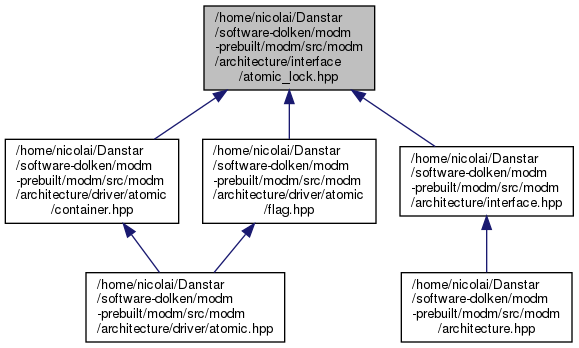 /home/nicolai/Danstar
/software-dolken/modm
-prebuilt/modm/src/modm
/architecture/interface
/atomic_lock.hpp
/home/nicolai/Danstar
/software-dolken/modm
-prebuilt/modm/src/modm
/architecture/driver/atomic
/container.hpp
/home/nicolai/Danstar
/software-dolken/modm
-prebuilt/modm/src/modm
/architecture/driver/atomic
/flag.hpp
/home/nicolai/Danstar
/software-dolken/modm
-prebuilt/modm/src/modm
/architecture/interface.hpp
/home/nicolai/Danstar
/software-dolken/modm
-prebuilt/modm/src/modm
/architecture/driver/atomic.hpp
/home/nicolai/Danstar
/software-dolken/modm
-prebuilt/modm/src/modm
/architecture.hpp